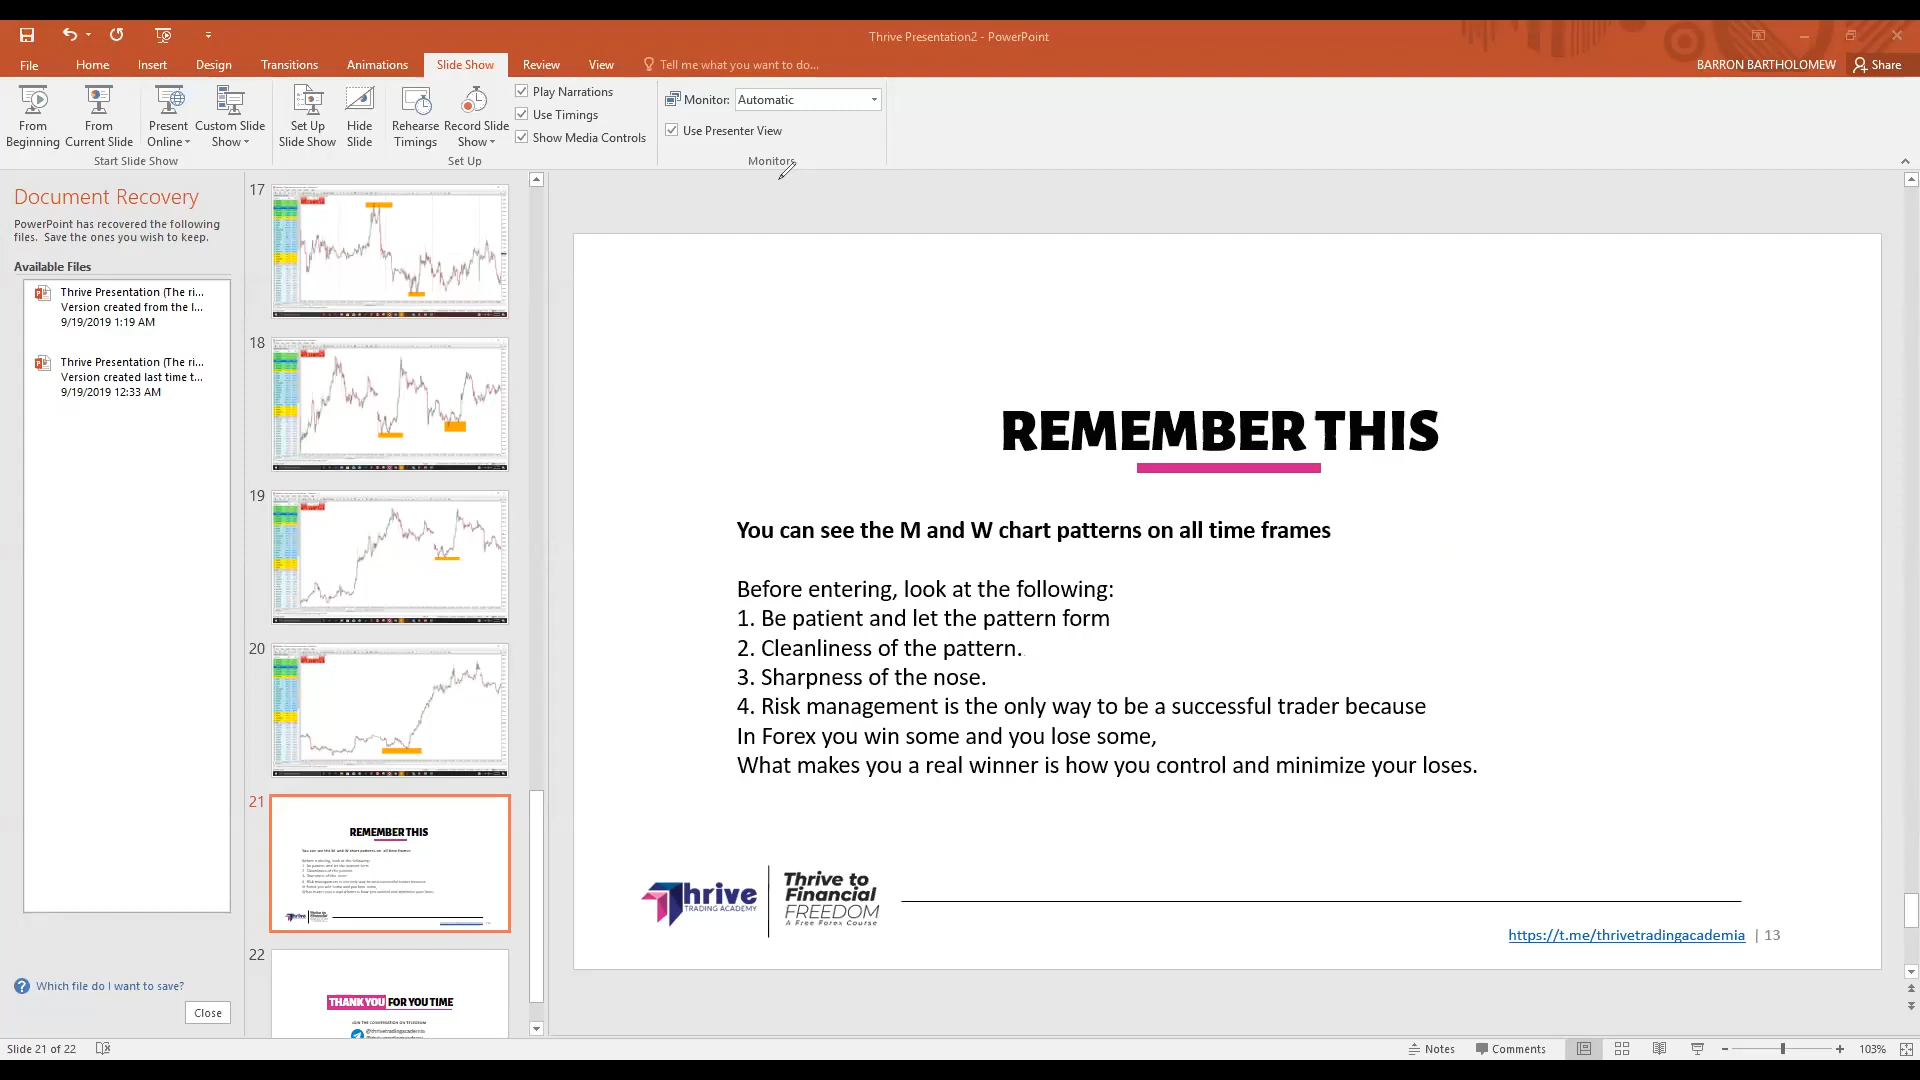 Thrive Presentation2 - PowerPoint
File
Home
Insert
Design
Transitions
Animations
Slide Show
Review
View
Tell me what you want to do...
BARRON BARTHOLOMEW
Share
From Beginning
From Current Slide
Present Online
Custom Slide Show
Set Up Slide Show
Hide Slide
Rehearse Timings
Record Slide Show
Play Narrations
Use Timings
Show Media Controls
Monitor: Automatic
Use Presenter View
Start Slide Show
Set Up
Monitors
Document Recovery
PowerPoint has recovered the following
files. Save the ones you wish to keep.
Available Files
Thrive Presentation (The ri...
Version created from the l...
9/19/2019 1:19 AM
Thrive Presentation (The ri...
Version created last time t...
9/19/2019 12:33 AM
Which file do I want to save?
Close
17
18
19
20
21
REMEMBER THIS
22
THANK YOU FOR YOU TIME
JOIN THE CONVERSATION ON TELEGRAM
@thrivetradingacademia
REMEMBER THIS
You can see the M and W chart patterns on all time frames
Before entering, look at the following:
1. Be patient and let the pattern form
2. Cleanliness of the pattern.
3. Sharpness of the nose.
4. Risk management is the only way to be a successful trader because
In Forex you win some and you lose some,
What makes you a real winner is how you control and minimize your loses.
Thrive
TRADING ACADEMY
Thrive to
Financial
FREEDOM
A Free Forex Course
https://t.me/thrivetradingacademia | 13
Slide 21 of 22
Notes
Comments
103%